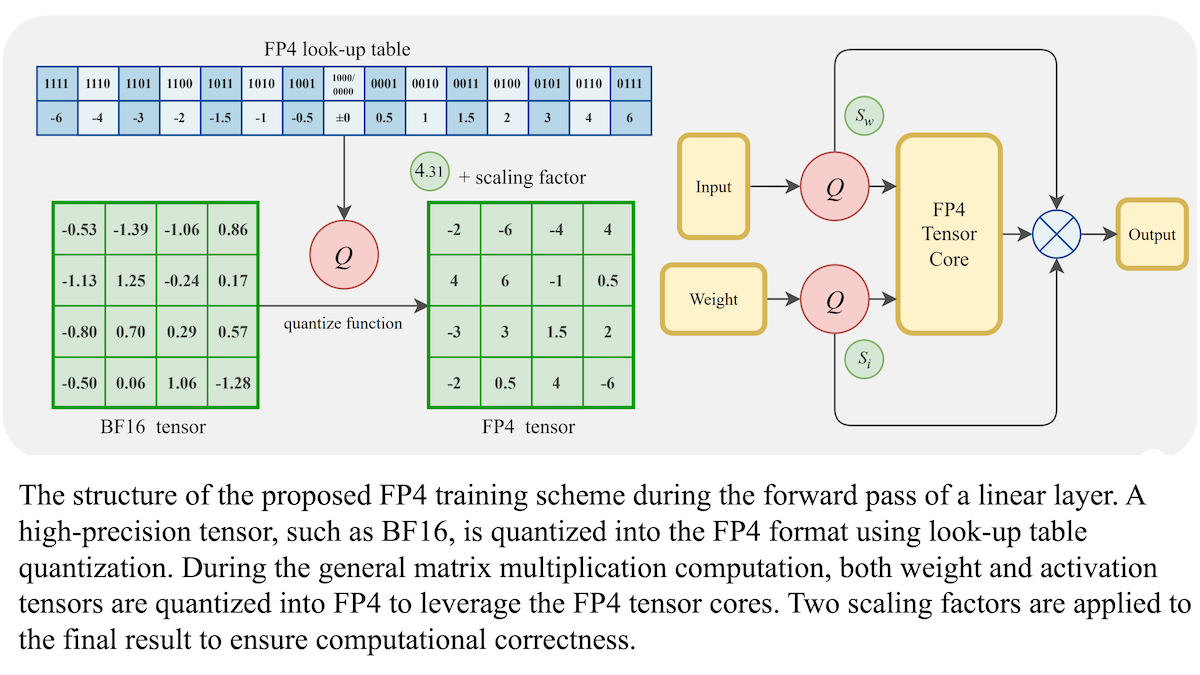 FP4 look-up table
1111 1110 1101 1100 1011 1010 1001 1000/0000 0001 0010 0011 0100 0101 0110 0111
-6 -4 -3 -2 -1.5 -1 -0.5 ±0 0.5 1 1.5 2 3 4 6
4.31 + scaling factor
-0.53 -1.39 -1.06 0.86
-1.13 1.25 -0.24 0.17
-0.80 0.70 0.29 0.57
-0.50 0.06 1.06 -1.28
BF16 tensor
Q
quantize function
-2 -6 -4 4
4 6 -1 0.5
-3 3 1.5 2
-2 0.5 4 -6
FP4 tensor
Input
Weight
Q
Sw
Q
Si
FP4
Tensor
Core
Output
The structure of the proposed FP4 training scheme during the forward pass of a linear layer. A
high-precision tensor, such as BF16, is quantized into the FP4 format using look-up table
quantization. During the general matrix multiplication computation, both weight and activation
tensors are quantized into FP4 to leverage the FP4 tensor cores. Two scaling factors are applied to
the final result to ensure computational correctness.